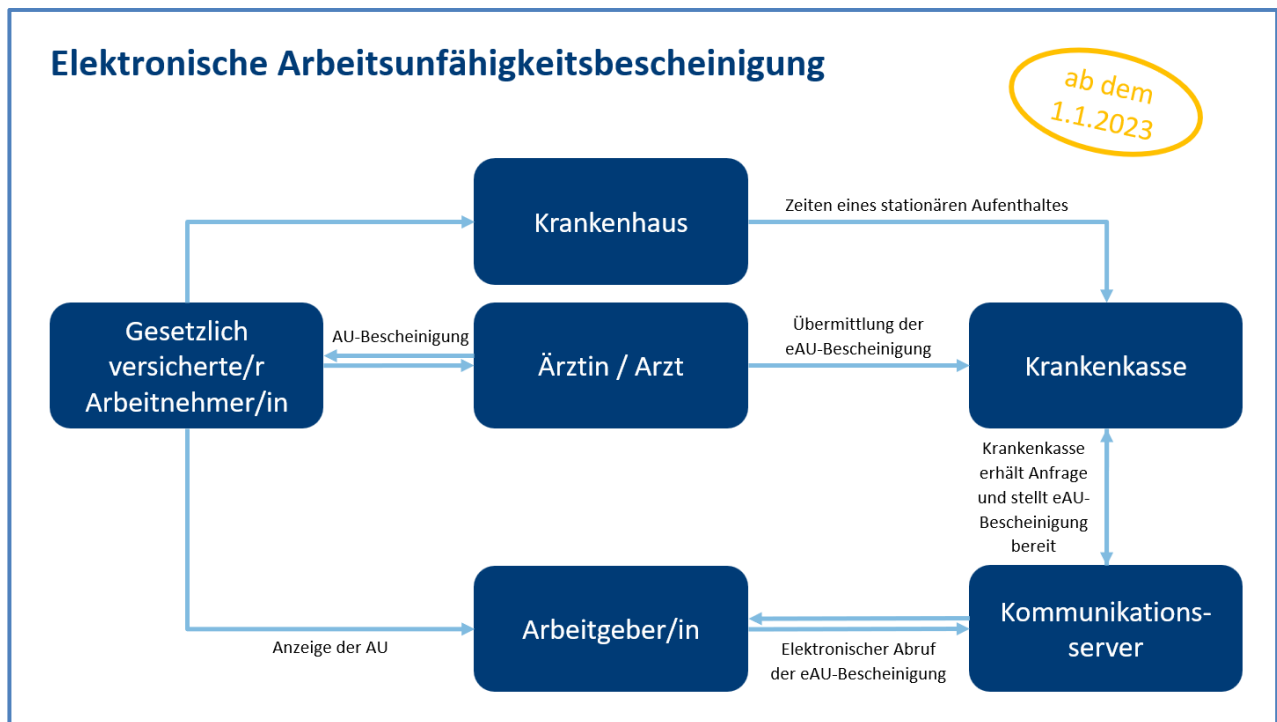 Elektronische Arbeitsunfähigkeitsbescheinigung
ab dem
1.1.2023
Krankenhaus
Zeiten eines stationären Aufenthaltes
Gesetzlich
versicherte/r
Arbeitnehmer/in
AU-Bescheinigung
Ärztin / Arzt
Übermittlung der
eAU-Bescheinigung
Krankenkasse
Krankenkasse
erhält Anfrage
und stellt eAU-
Bescheinigung
bereit
Anzeige der AU
Arbeitgeber/in
Elektronischer Abruf
der eAU-Bescheinigung
Kommunikations-
server